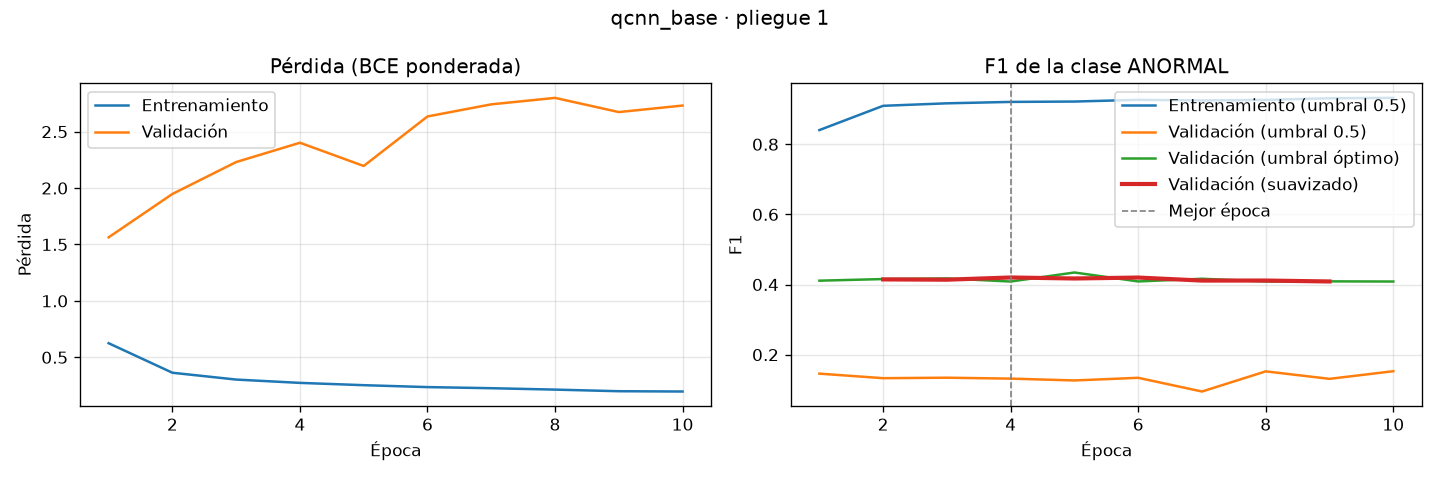 qcnn_base · pliegue 1
Pérdida (BCE ponderada)
Entrenamiento
Validación
2.5
2.0
1.5
1.0
0.5
2 4 6 8 10
Época
Pérdida
F1 de la clase ANORMAL
Entrenamiento (umbral 0.5)
Validación (umbral 0.5)
Validación (umbral óptimo)
Validación (suavizado)
Mejor época
0.8
0.6
0.4
0.2
2 4 6 8 10
Época
F1